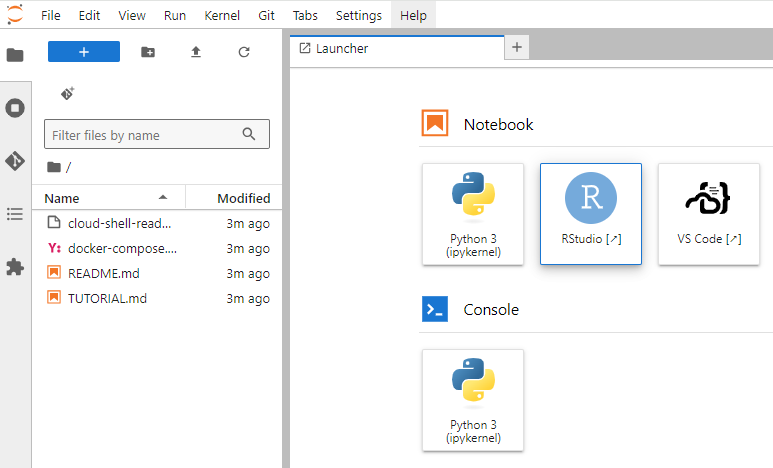 File Edit View Run Kernel Git Tabs Settings Help
+
Launcher
+
Filter files by name
/
Name Modified
cloud-shell-read... 3m ago
Y: docker-compose.... 3m ago
README.md 3m ago
TUTORIAL.md 3m ago
Notebook
Python 3
(ipykernel)
R
RStudio [↗]
VS Code [↗]
Console
Python 3
(ipykernel)